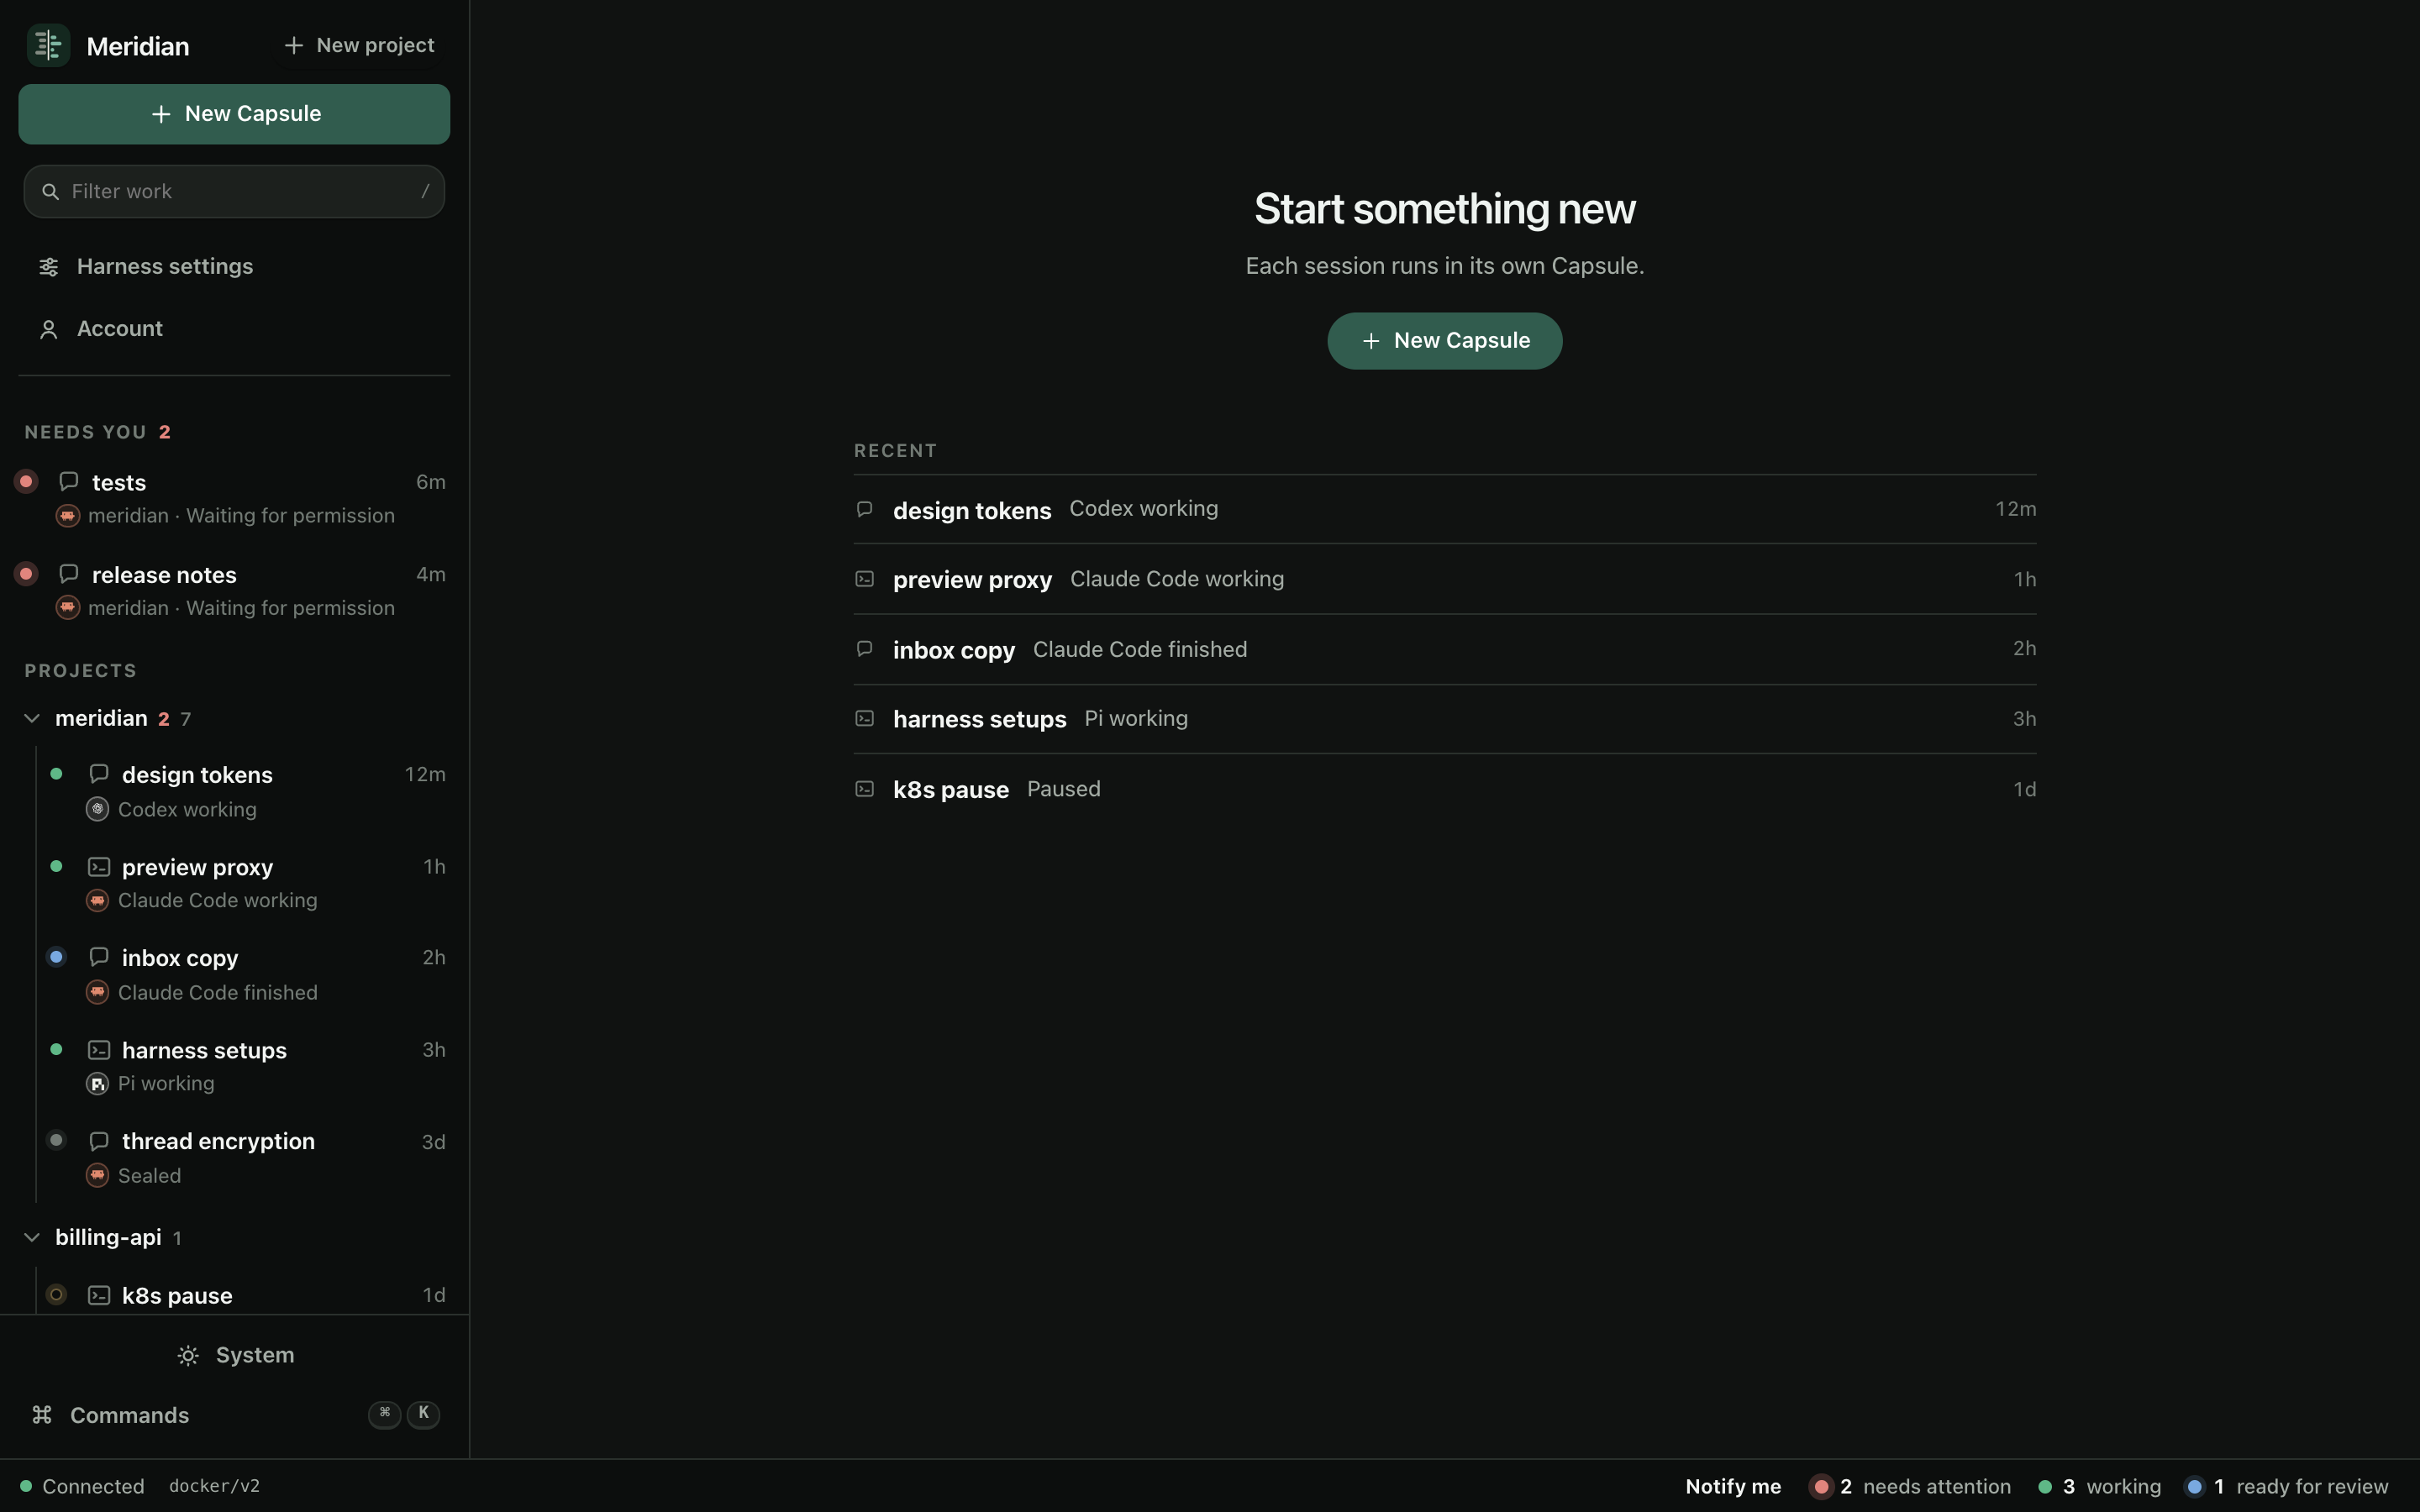 Meridian
New project
New Capsule
Filter work /
Harness settings
Account
NEEDS YOU 2
tests 6m
meridian · Waiting for permission
release notes 4m
meridian · Waiting for permission
PROJECTS
meridian 2 7
design tokens 12m
Codex working
preview proxy 1h
Claude Code working
inbox copy 2h
Claude Code finished
harness setups 3h
Pi working
thread encryption 3d
Sealed
billing-api 1
k8s pause 1d
System
Commands ⌘ K
Start something new
Each session runs in its own Capsule.
New Capsule
RECENT
design tokens Codex working 12m
preview proxy Claude Code working 1h
inbox copy Claude Code finished 2h
harness setups Pi working 3h
k8s pause Paused 1d
Connected docker/v2
Notify me 2 needs attention 3 working 1 ready for review